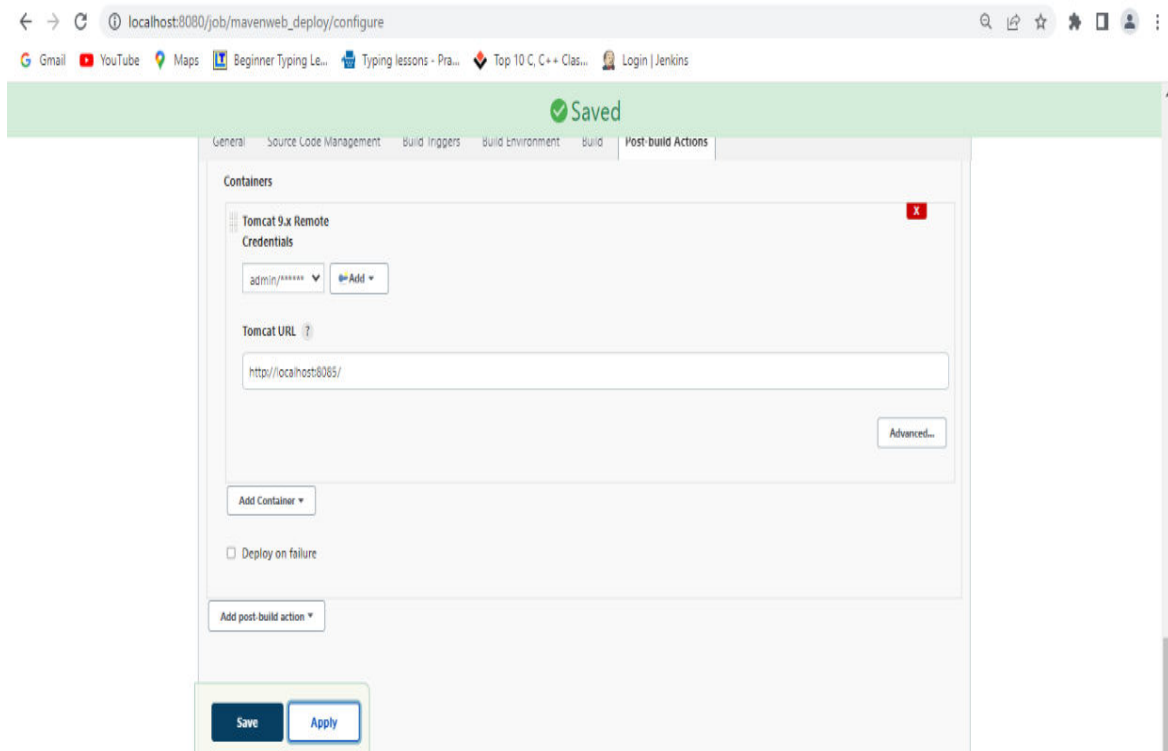 localhost:8080/job/mavenweb_deploy/configure
Gmail YouTube Maps Beginner Typing Le... Typing lessons - Pra... Top 10 C, C++ Clas... Login | Jenkins
Saved
General Source Code Management Build Triggers Build Environment Build Post-build Actions
Containers
X
Tomcat 9.x Remote
Credentials
admin/****** Add
Tomcat URL ?
http://localhost:8085/
Advanced...
Add Container
Deploy on failure
Add post-build action
Save Apply